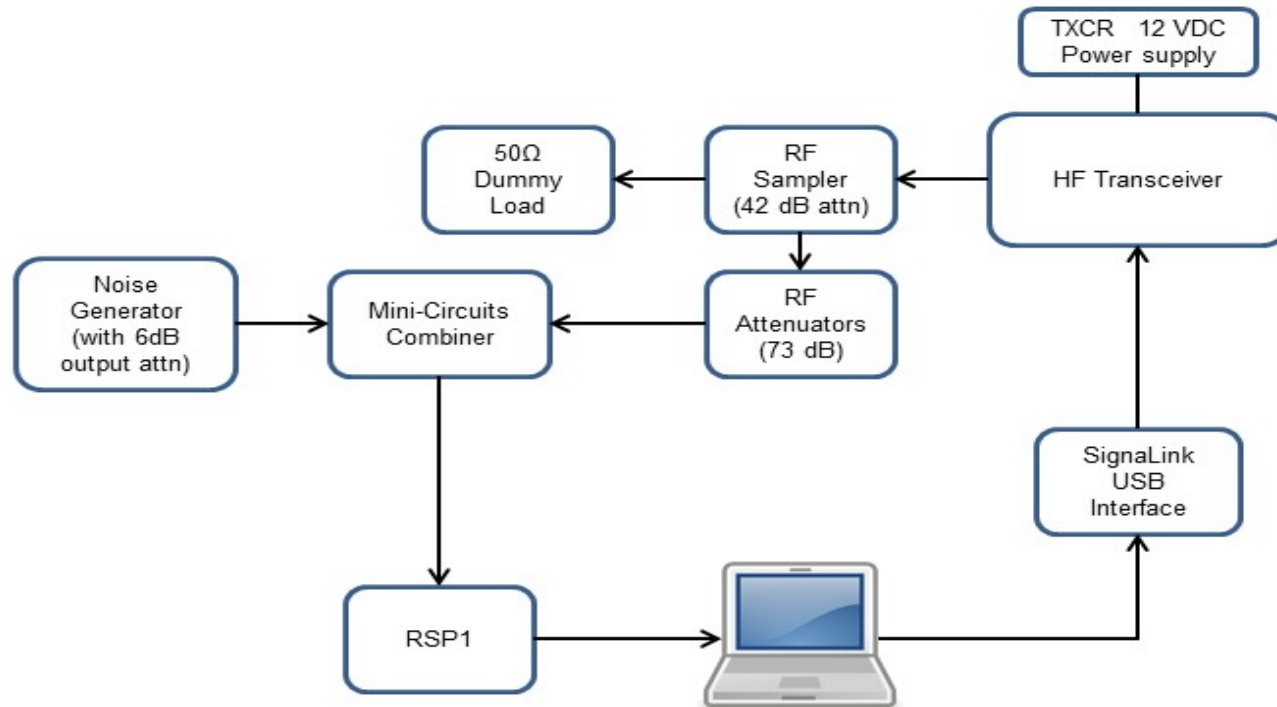 TXCR 12 VDC
Power supply
HF Transceiver
RF
Sampler
(42 dB attn)
50Ω
Dummy
Load
Noise
Generator
(with 6dB
output attn)
Mini-Circuits
Combiner
RF
Attenuators
(73 dB)
SignaLink
USB
Interface
RSP1